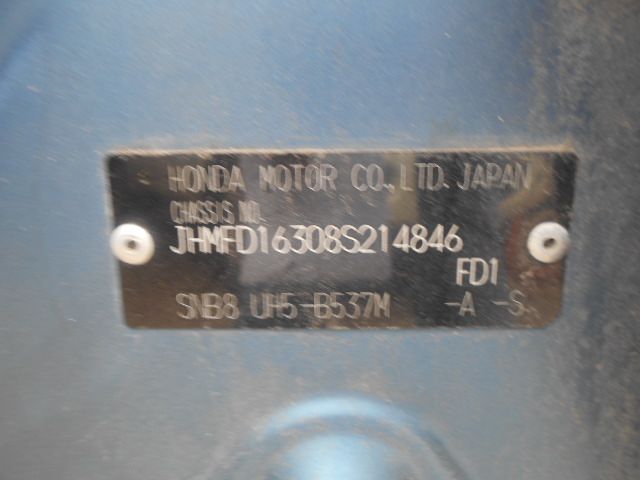 HONDA MOTOR CO., LTD. JAPAN
CHASSIS NO.
JHMFD16308S214846
FD1
SNB8 UH5-B537M -A -S